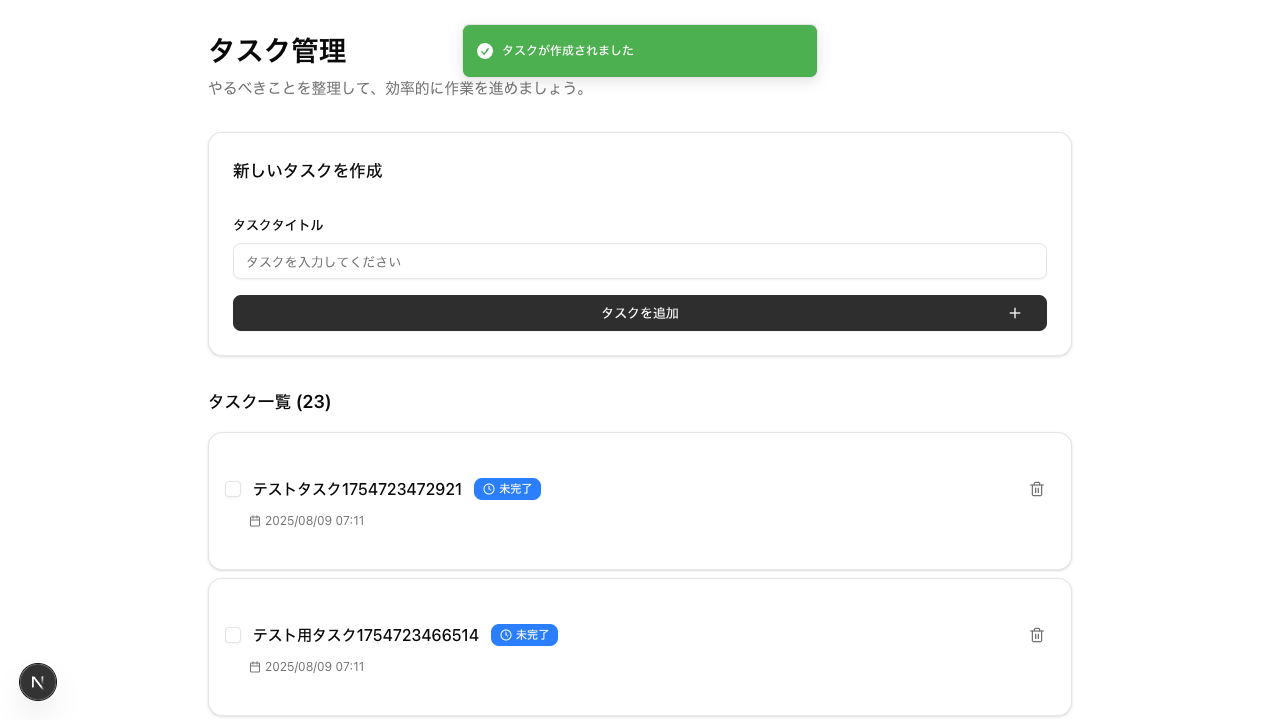 タスク管理
タスクが作成されました
やるべきことを整理して、効率的に作業を進めましょう。
新しいタスクを作成
タスクタイトル
タスクを入力してください
タスクを追加
タスク一覧 (23)
テストタスク1754723472921
未完了
2025/08/09 07:11
テスト用タスク1754723466514
未完了
2025/08/09 07:11
N